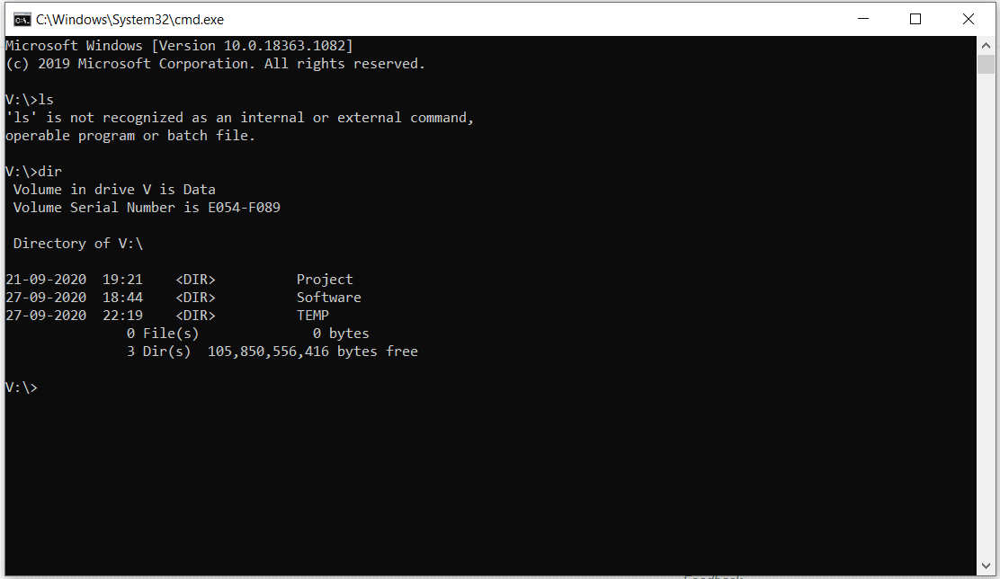 C:\Windows\System32\cmd.exe
Microsoft Windows [Version 10.0.18363.1082]
(c) 2019 Microsoft Corporation. All rights reserved.
V:\>ls
'ls' is not recognized as an internal or external command,
operable program or batch file.
V:\>dir
Volume in drive V is Data
Volume Serial Number is E054-F089
Directory of V:\
21-09-2020  19:21    <DIR>          Project
27-09-2020  18:44    <DIR>          Software
27-09-2020  22:19    <DIR>          TEMP
0 File(s)              0 bytes
3 Dir(s)  105,850,556,416 bytes free
V:\>